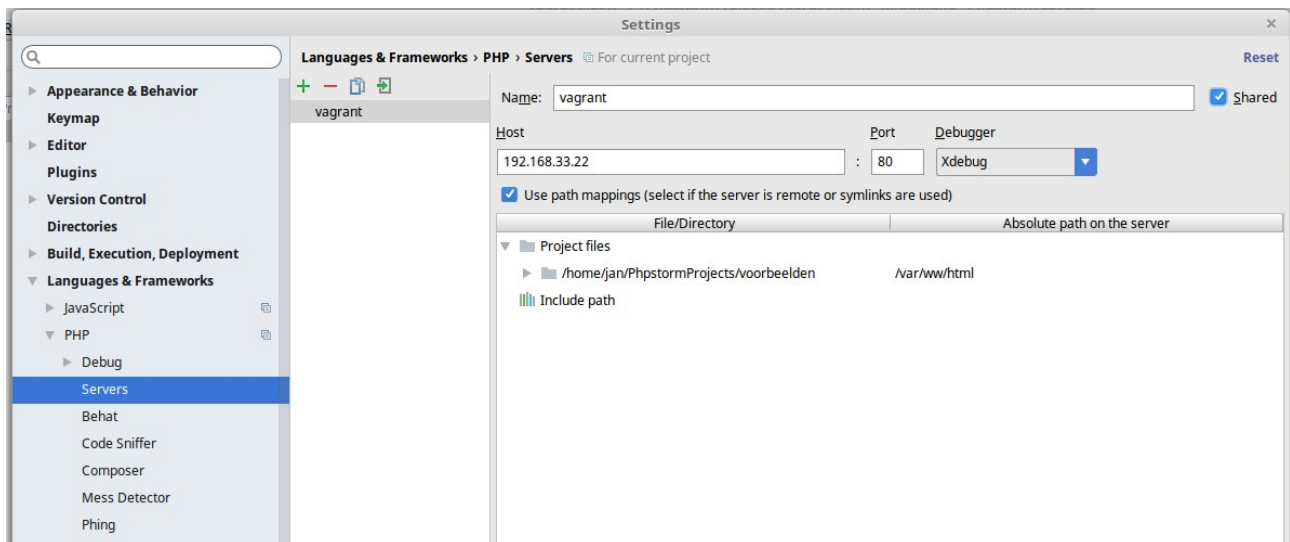 Settings
Languages & Frameworks › PHP › Servers For current project
Reset
Appearance & Behavior
Keymap
Editor
Plugins
Version Control
Directories
Build, Execution, Deployment
Languages & Frameworks
JavaScript
PHP
Debug
Servers
Behat
Code Sniffer
Composer
Mess Detector
Phing
vagrant
Name: vagrant
Shared
Host Port Debugger
192.168.33.22 : 80 Xdebug
Use path mappings (select if the server is remote or symlinks are used)
File/Directory Absolute path on the server
Project files
/home/jan/PhpstormProjects/voorbeelden /var/ww/html
Include path